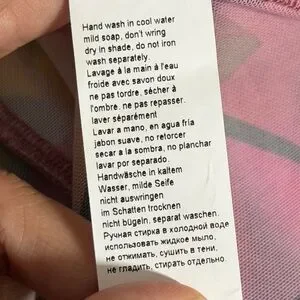 Hand wash in cool water
mild soap, don't wring
dry in shade, do not iron
wash separately.
Lavage à la main à l'eau
froide avec savon doux
ne pas tordre, sécher à
l'ombre, ne pas repasser.
laver séparément
Lavar a mano, en agua fría
jabon suave, no retorcer
secar a la sombra, no planchar
lavar por separado.
Handwäsche in kaltem
Wasser, milde Seife
nicht auswringen
im Schatten trocknen
nicht bügeln, separat waschen.
Ручная стирка в холодной воде
использовать жидкое мыло,
не отжимать, сушить в тени,
не гладить, стирать отдельно.